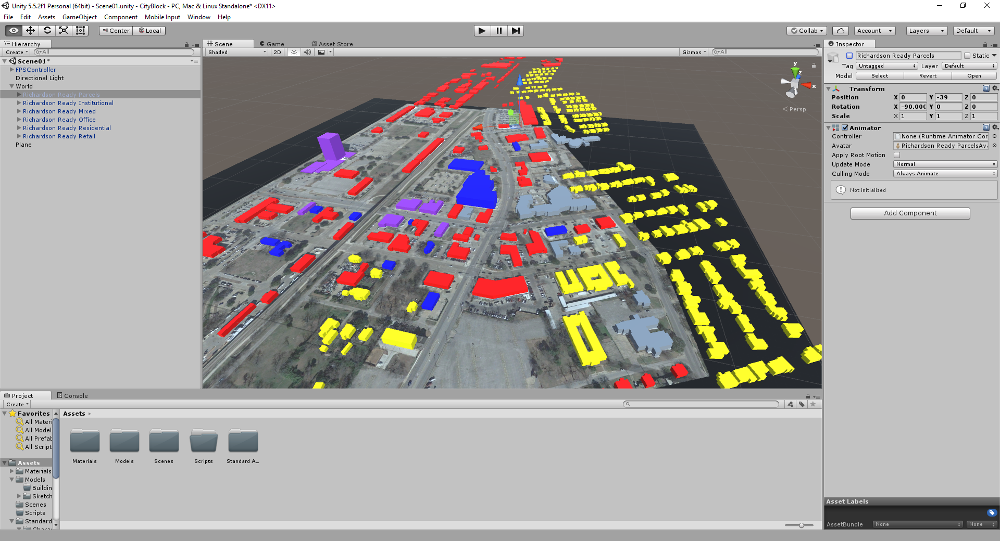 Unity 5.5.2f1 Personal (64bit) - Scene01.unity - CityBlock - PC, Mac & Linux Standalone* <DX11>
File Edit Assets GameObject Component Mobile Input Window Help
Center Local
Collab Account Layers Default
Hierarchy
Create All
Scene01*
FPSController
Directional Light
World
Richardson Ready Parcels
Richardson Ready Institutional
Richardson Ready Mixed
Richardson Ready Office
Richardson Ready Residential
Richardson Ready Retail
Plane
Scene Game Asset Store
Shaded 2D Gizmos All
y
z
x
Persp
Inspector
Richardson Ready Parcels Static
Tag Untagged Layer Default
Model Select Revert Open
Transform
Position X 0 Y -39 Z 0
Rotation X -90.000 Y 0 Z 0
Scale X 1 Y 1 Z 1
Animator
Controller None (Runtime Animator Cor
Avatar Richardson Ready ParcelsAv
Apply Root Motion
Update Mode Normal
Culling Mode Always Animate
Not initialized
Add Component
Asset Labels
AssetBundle None None
Project Console
Create
Favorites
All Materi
All Model
All Prefab
All Script
Assets
Materials
Models
Buildin
Sketch
Scenes
Scripts
Standard
Assets
Materials Models Scenes Scripts Standard A...